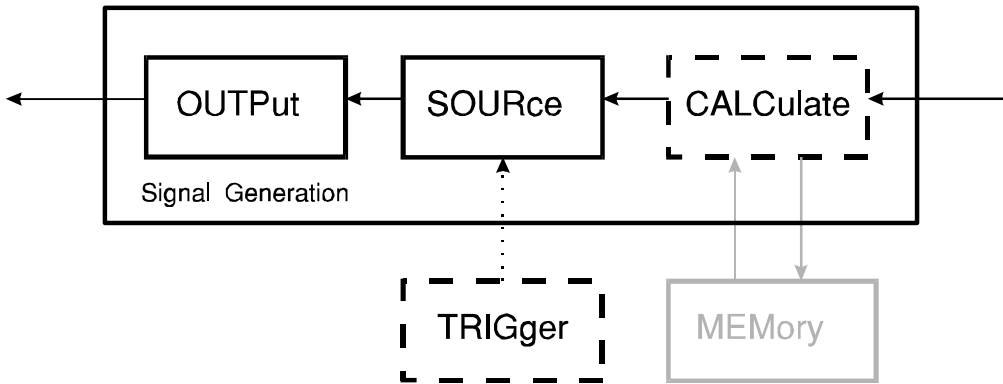 OUTPut
SOURce
CALCulate
Signal Generation
TRIGger
MEMory